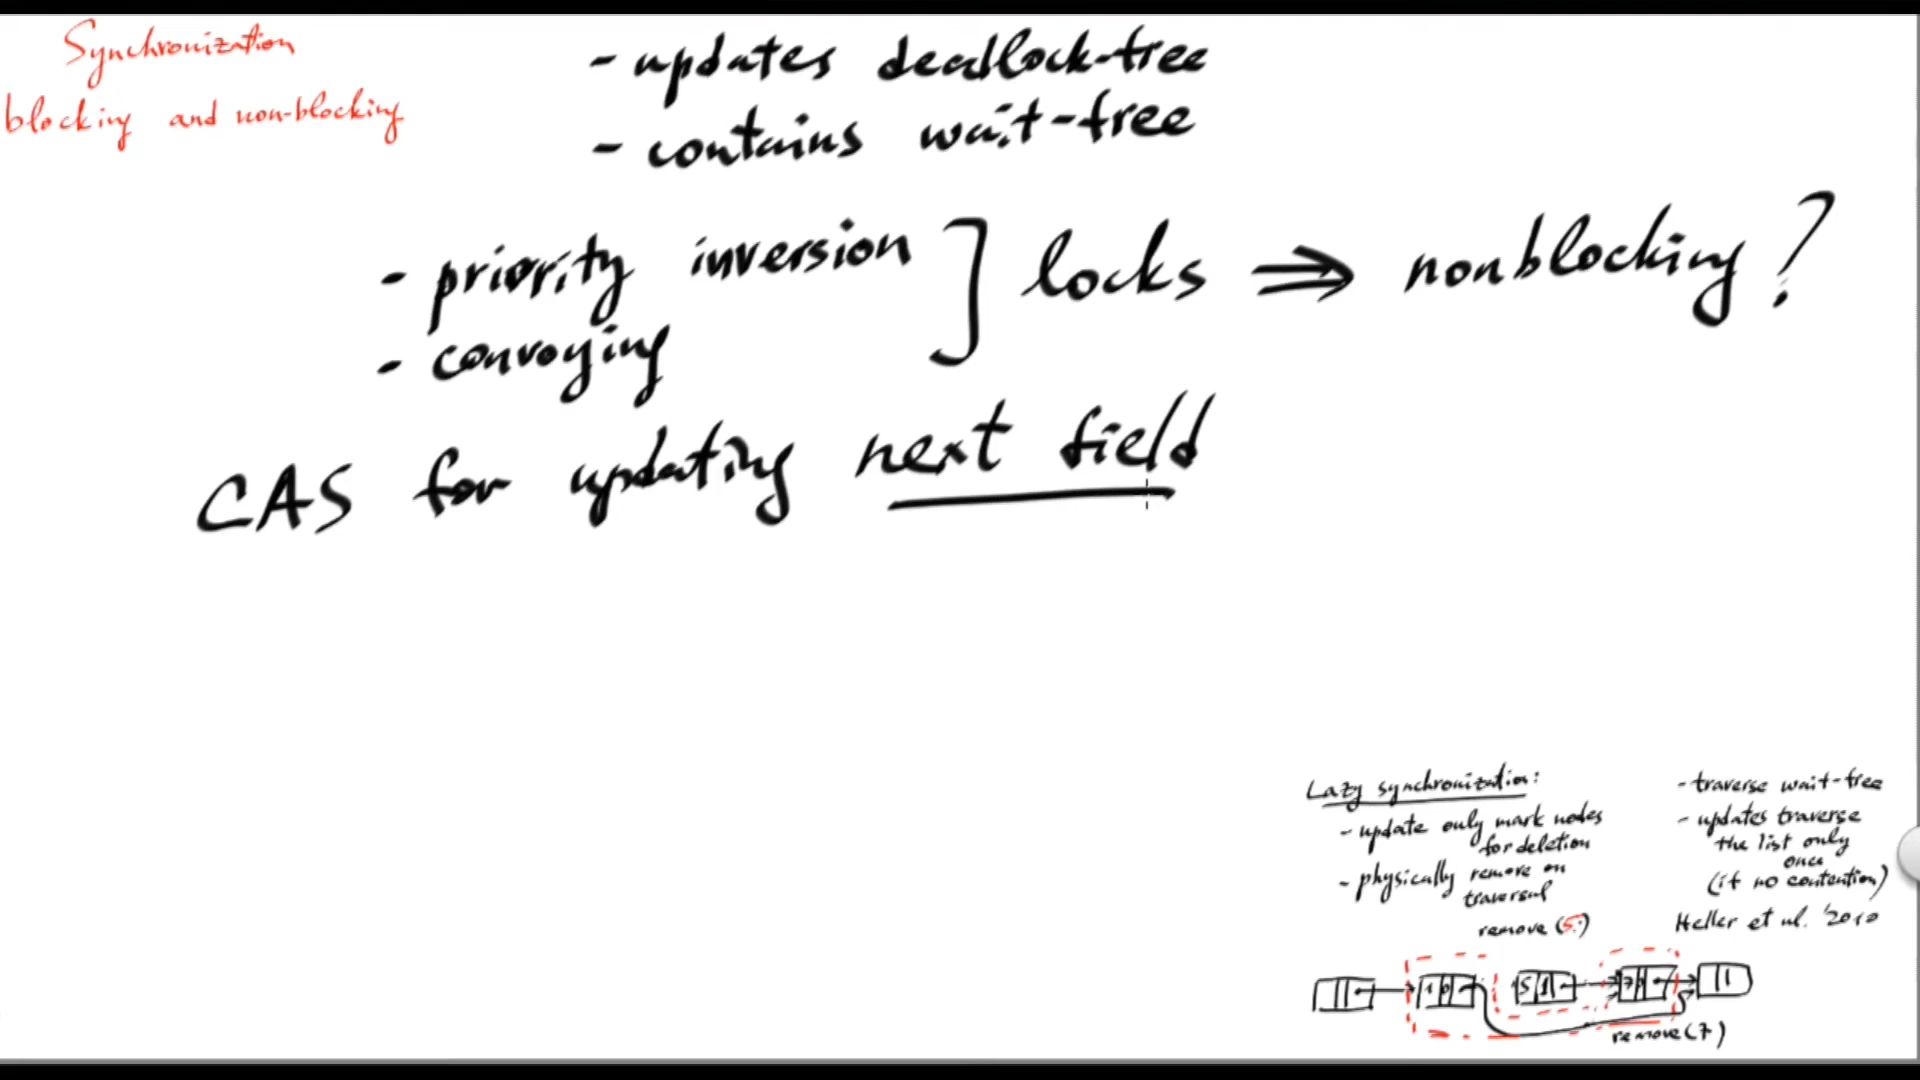 Synchronization
blocking and non-blocking
- updates deadlock-free
- contains wait-free
- priority inversion
- convoying
] locks ⇒ nonblocking?
CAS for updating next field
Lazy synchronization:
- update only mark nodes
for deletion
- physically remove on
traversal
remove (5)
- traverse wait-free
- updates traverse
the list only
once
(if no contention)
Heller et al. '2010
5 1
remove (7)